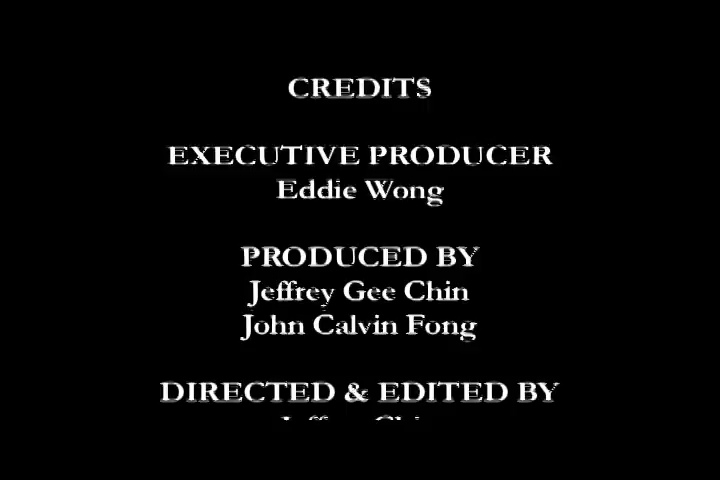 CREDITS
EXECUTIVE PRODUCER
Eddie Wong
PRODUCED BY
Jeffrey Gee Chin
John Calvin Fong
DIRECTED & EDITED BY